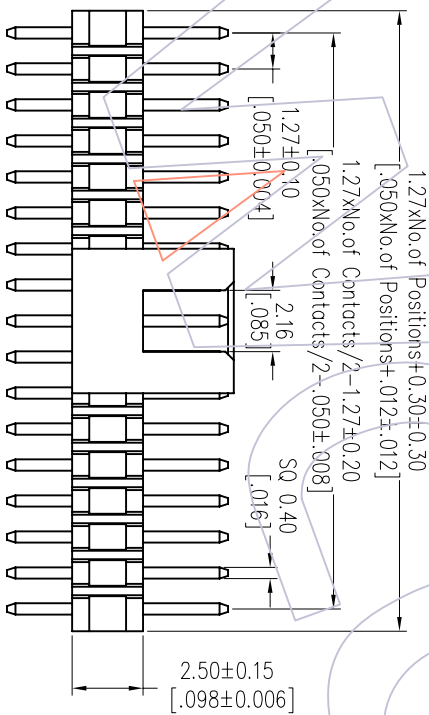 1.27xNo.of Positions+0.30±0.30
[.050xNo.of Positions+.012±.012]
1.27xNo.of Contacts/2-1.27±0.20
[.050xNo.of Contacts/2-.050±.008]
1.27±0.10
[.050±0.004]
2.16
[.085]
SQ 0.40
[.016]
2.50±0.15
[.098±0.006]